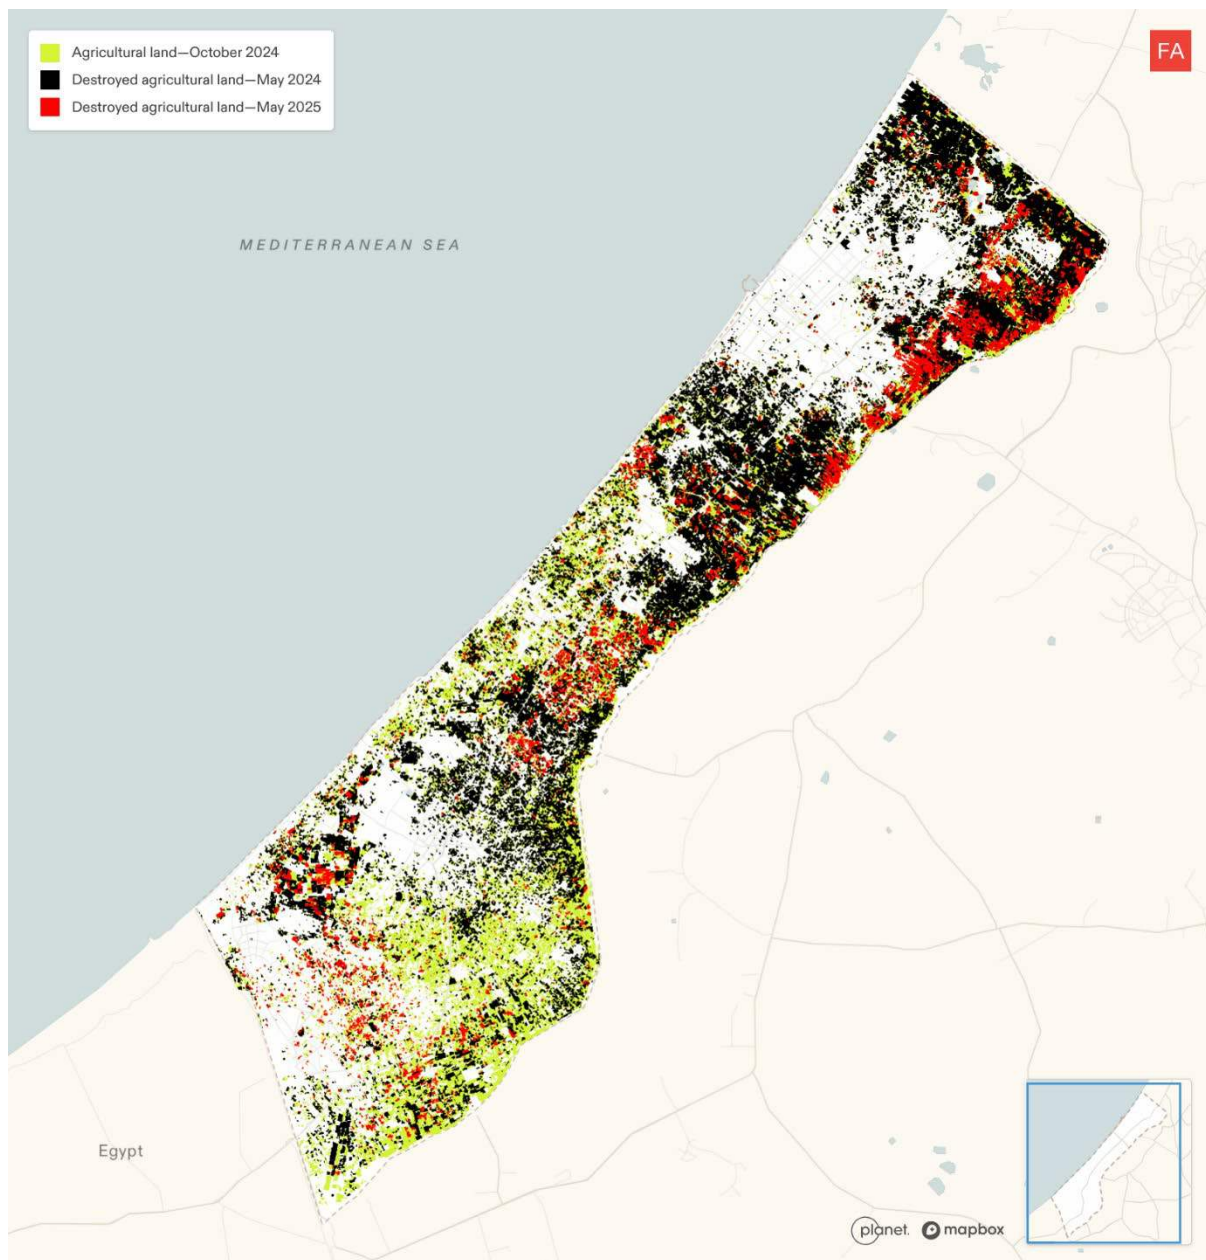 Agricultural land—October 2024
Destroyed agricultural land—May 2024
Destroyed agricultural land—May 2025
FA
MEDITERRANEAN SEA
Egypt
planet.
mapbox